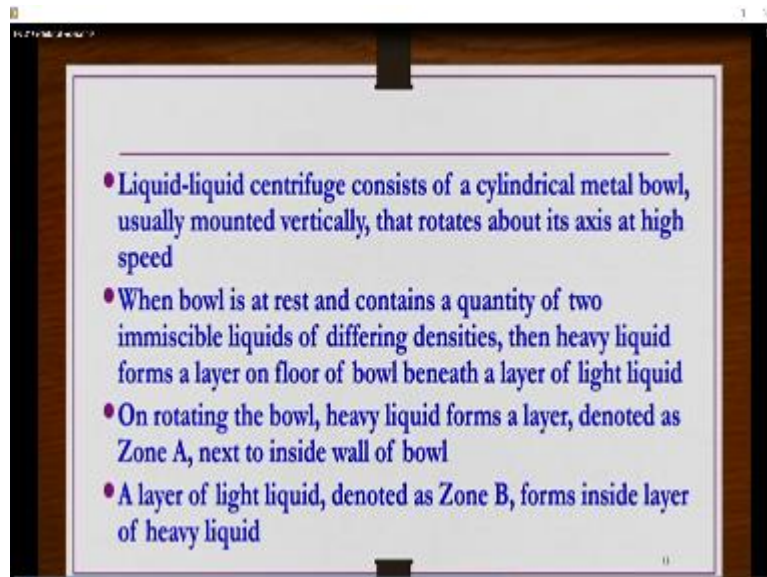 •Liquid-liquid centrifuge consists of a cylindrical metal bowl,
usually mounted vertically, that rotates about its axis at high
speed
•When bowl is at rest and contains a quantity of two
immiscible liquids of differing densities, then heavy liquid
forms a layer on floor of bowl beneath a layer of light liquid
•On rotating the bowl, heavy liquid forms a layer, denoted as
Zone A, next to inside wall of bowl
•A layer of light liquid, denoted as Zone B, forms inside layer
of heavy liquid